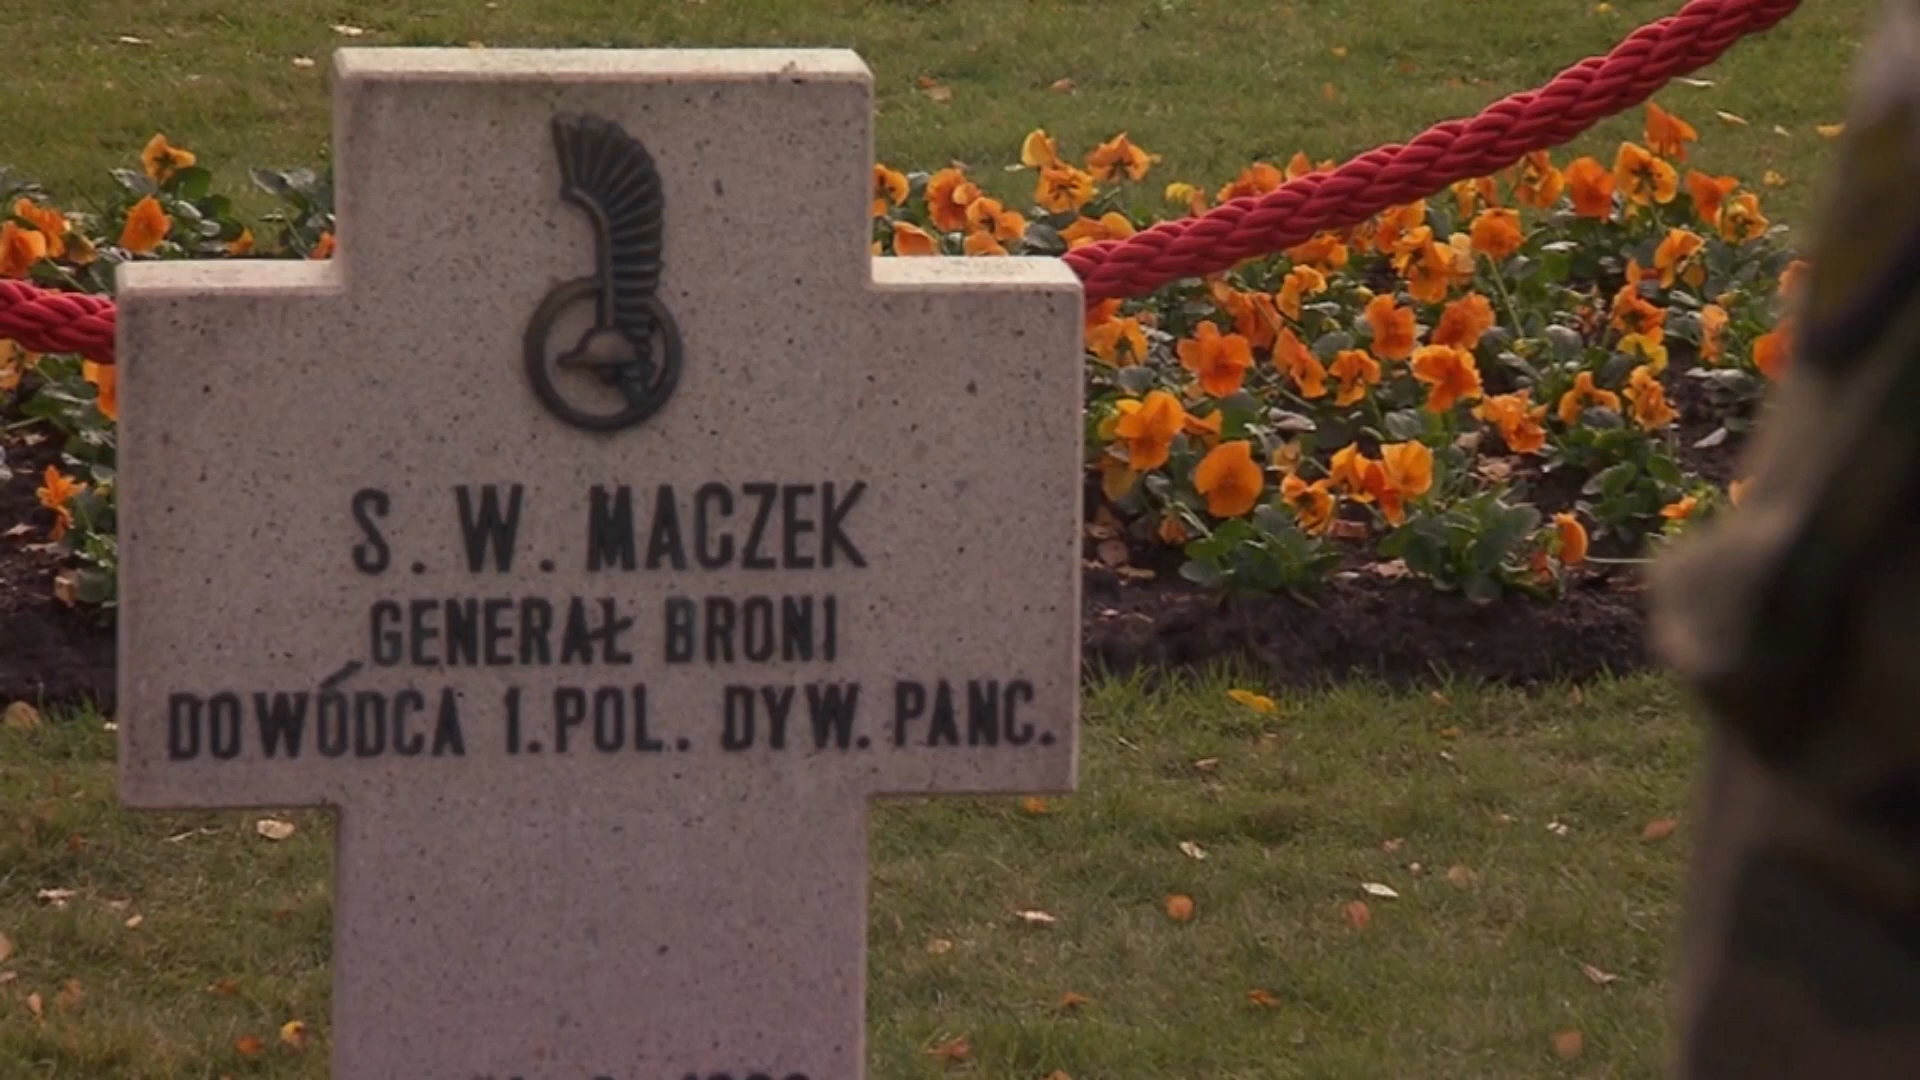 S. W. MACZEK
GENERAŁ BRONI
DOWÓDCA 1. POL. DYW. PANC.